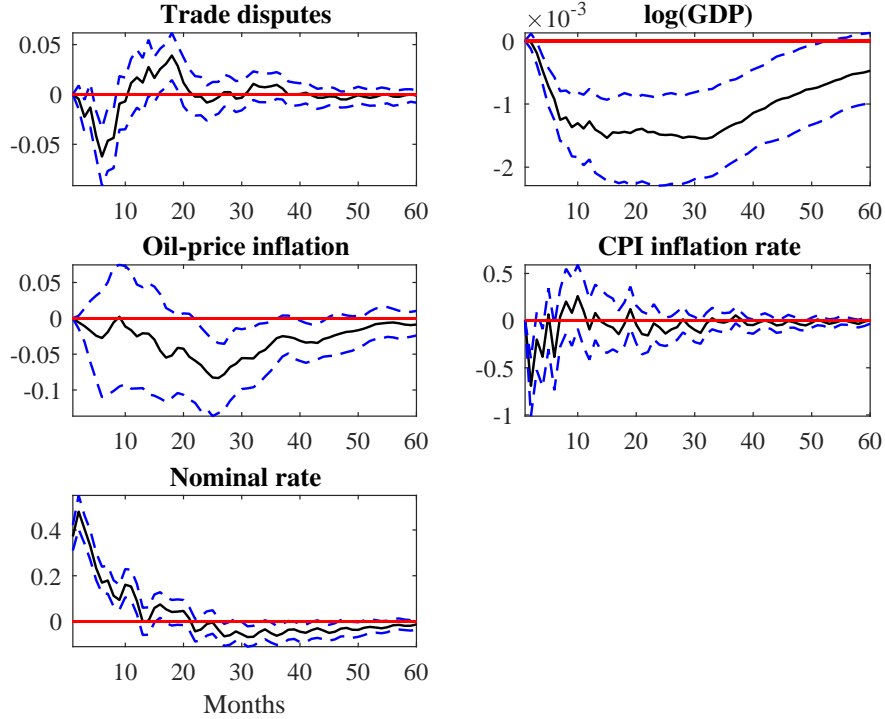 Trade disputes
0.05
0
-0.05
10 20 30 40 50 60
log(GDP)
×10⁻³
0
-1
-2
10 20 30 40 50 60
Oil-price inflation
0.05
0
-0.05
-0.1
10 20 30 40 50 60
CPI inflation rate
0.5
0
-0.5
-1
10 20 30 40 50 60
Nominal rate
0.4
0.2
0
10 20 30 40 50 60
Months